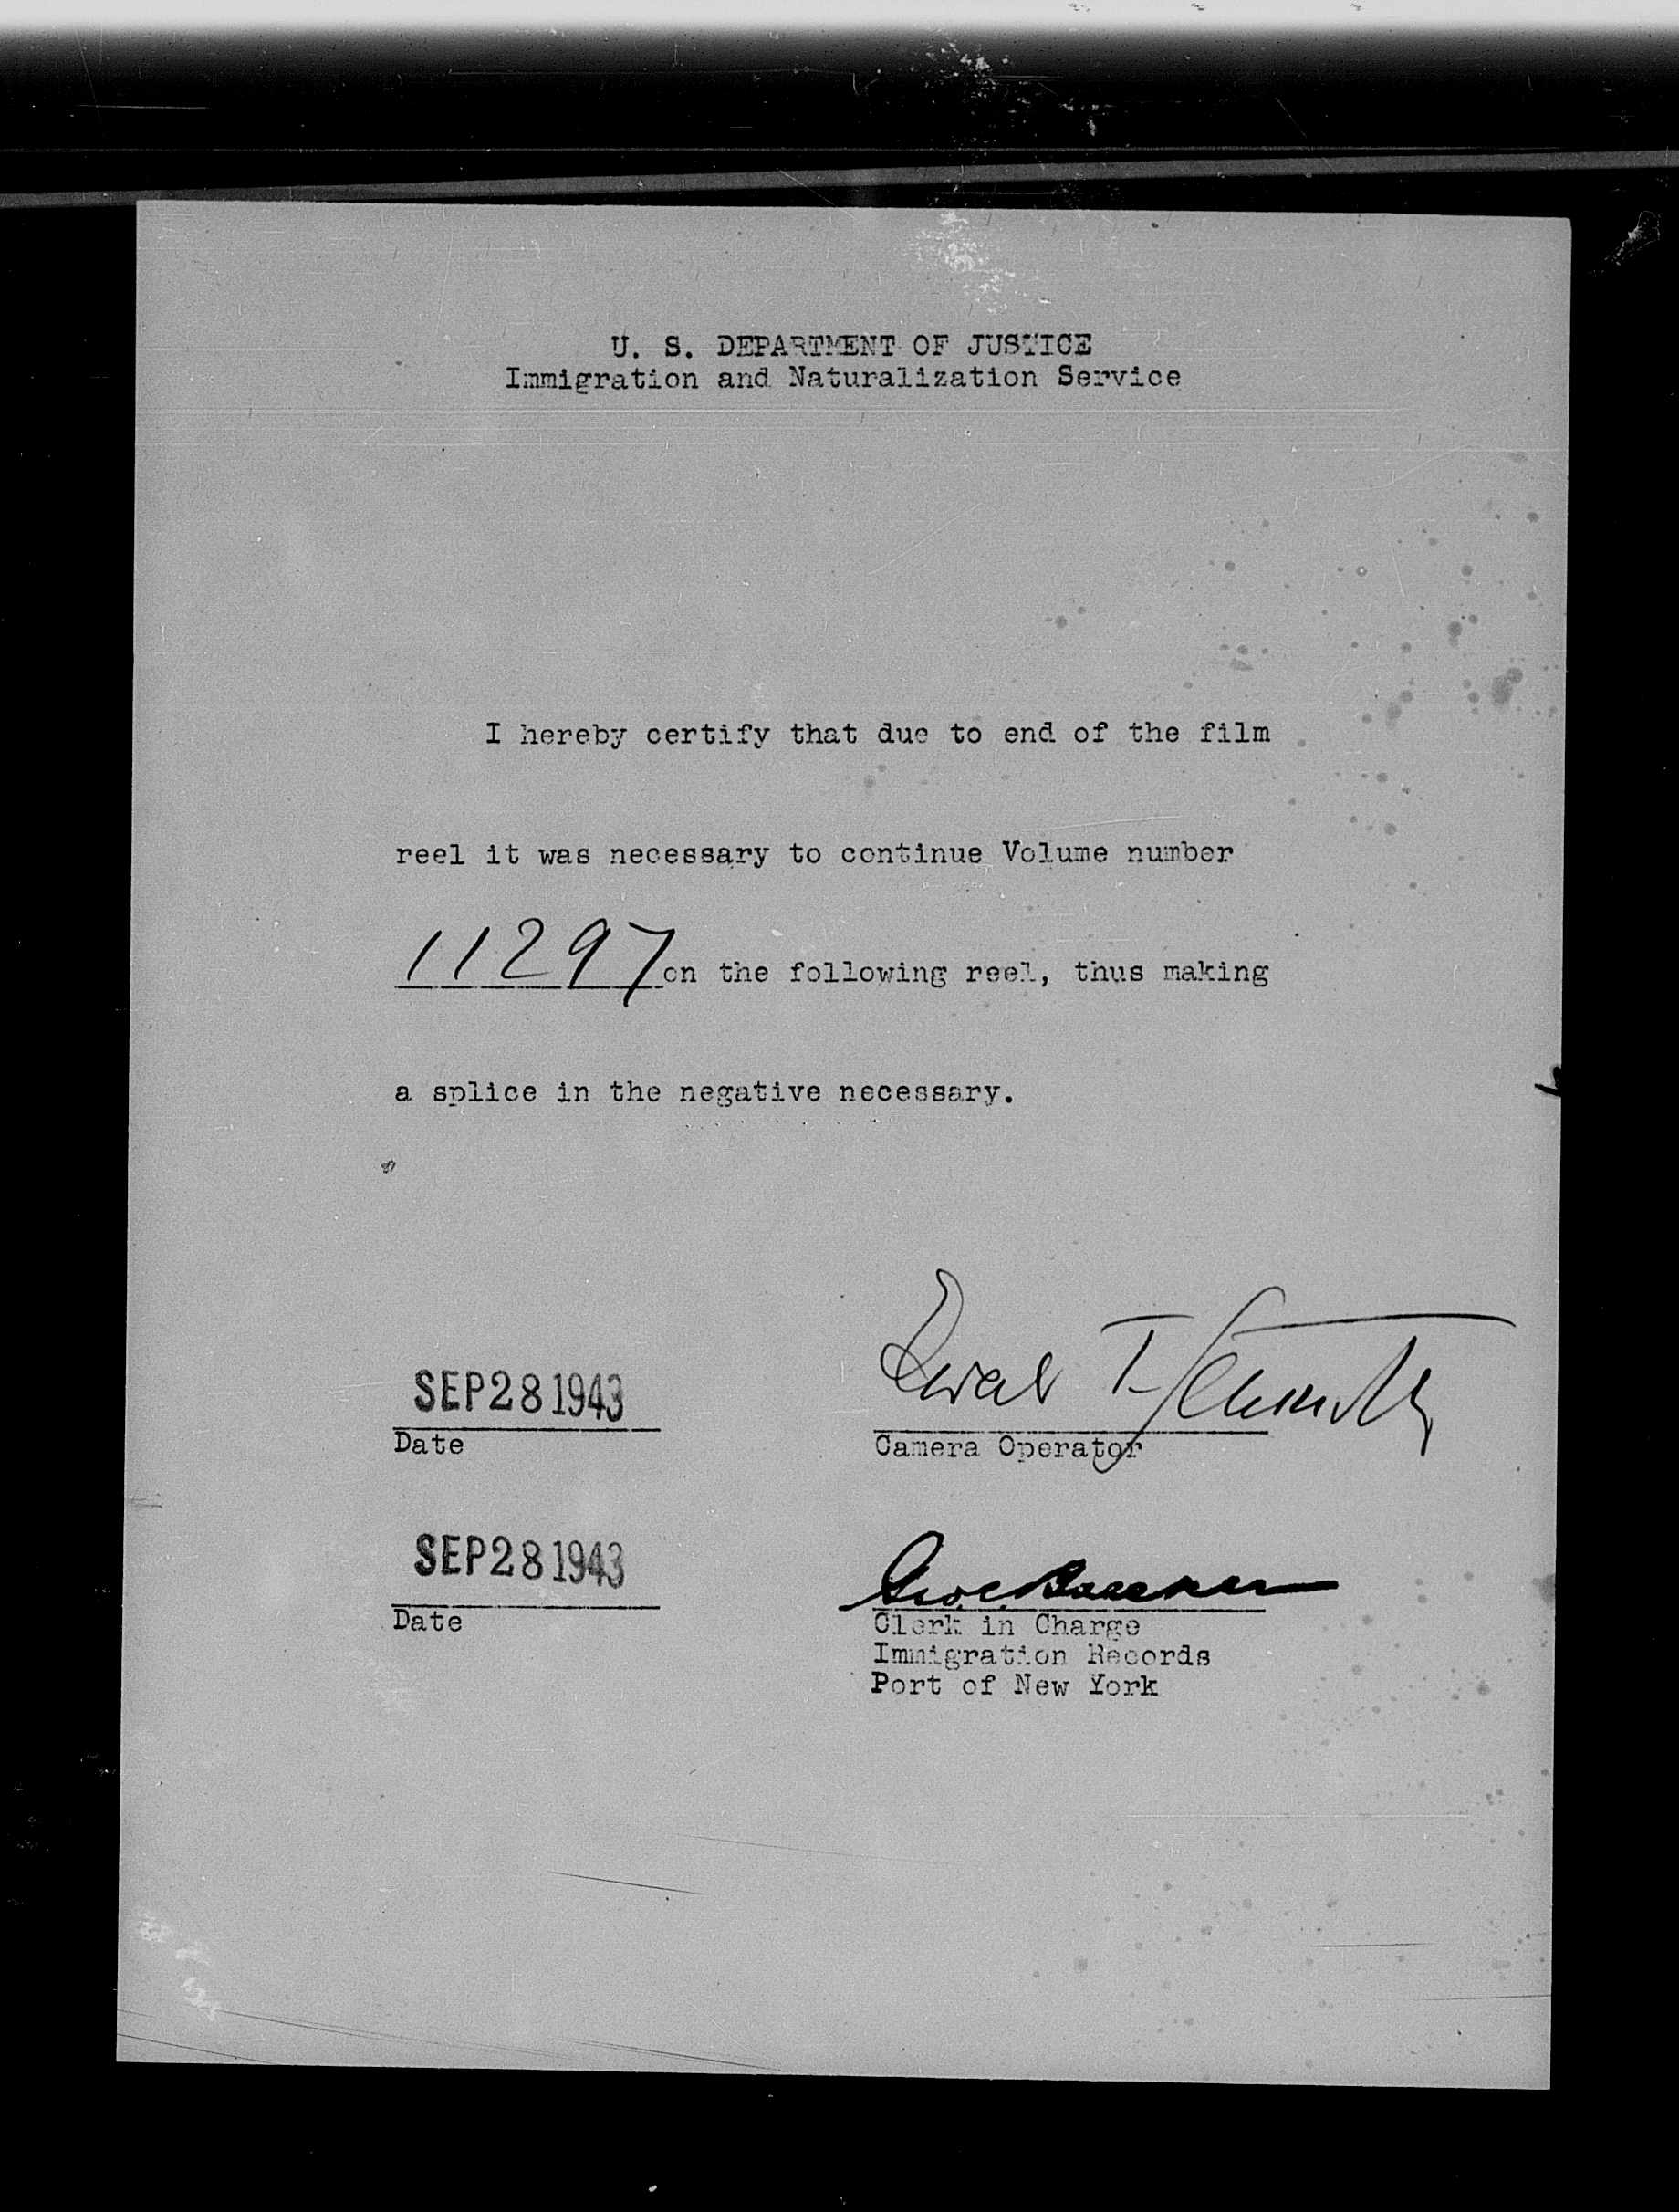 U. S. DEPARTMENT OF JUSTICE
Immigration and Naturalization Service
I hereby certify that due to end of the film
reel it was necessary to continue Volume number
11297 on the following reel, thus making
a splice in the negative necessary.
SEP 28 1943
Date
Camera Operator
SEP 28 1943
Date
Clerk in Charge
Immigration Records
Port of New York